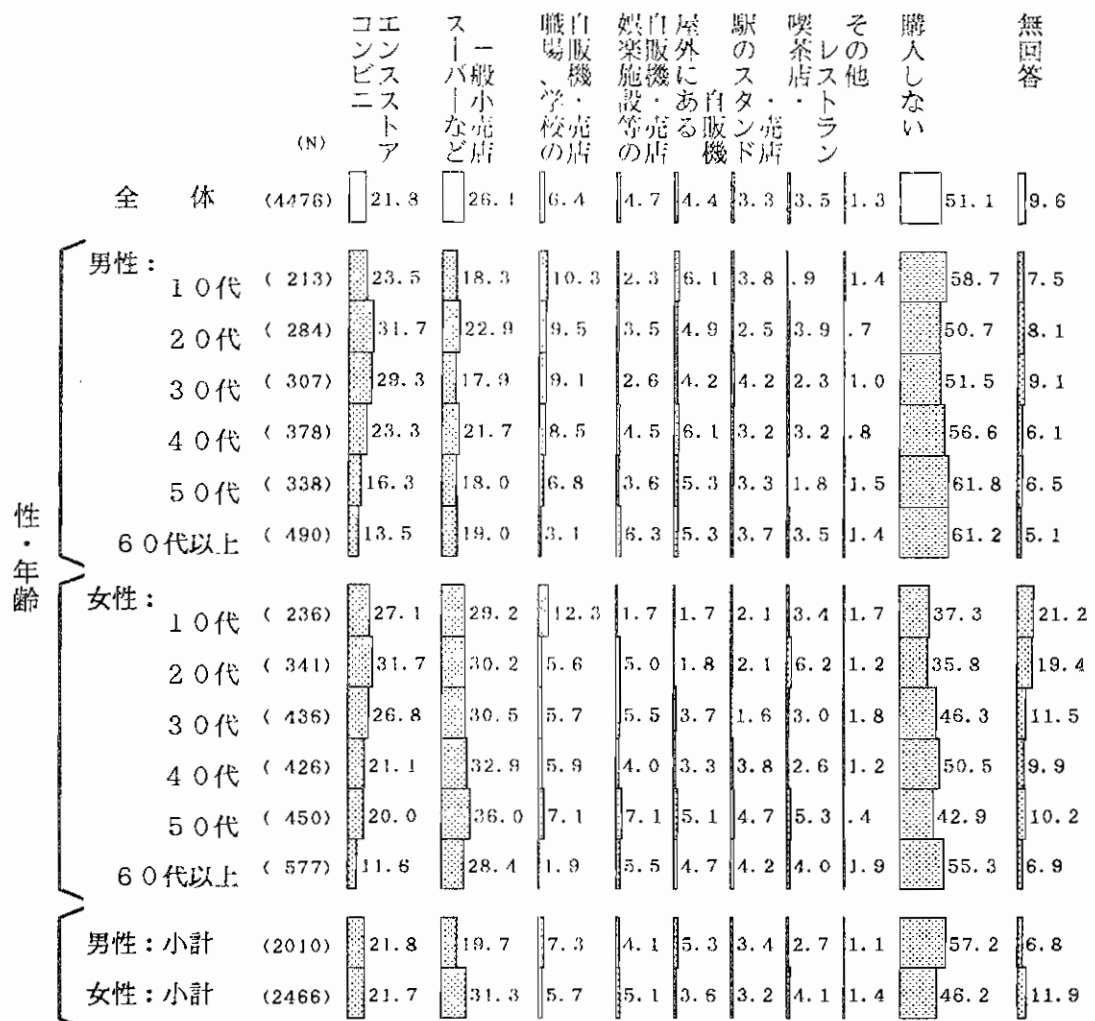 コンビニエンスストア
スーパーなど一般小売店
職場、学校の自販機・売店
娯楽施設等の自販機・売店
屋外にある自販機
駅のスタンド・売店
喫茶店・レストラン
その他
購入しない
無回答
(N)
全 体 (4476) 21.8 26.1 6.4 4.7 4.4 3.3 3.5 1.3 51.1 9.6
性・年齢
男性：
10代 ( 213) 23.5 18.3 10.3 2.3 6.1 3.8 .9 1.4 58.7 7.5
20代 ( 284) 31.7 22.9 9.5 3.5 4.9 2.5 3.9 .7 50.7 8.1
30代 ( 307) 29.3 17.9 9.1 2.6 4.2 4.2 2.3 1.0 51.5 9.1
40代 ( 378) 23.3 21.7 8.5 4.5 6.1 3.2 3.2 .8 56.6 6.1
50代 ( 338) 16.3 18.0 6.8 3.6 5.3 3.3 1.8 1.5 61.8 6.5
60代以上 ( 490) 13.5 19.0 3.1 6.3 5.3 3.7 3.5 1.4 61.2 5.1
女性：
10代 ( 236) 27.1 29.2 12.3 1.7 1.7 2.1 3.4 1.7 37.3 21.2
20代 ( 341) 31.7 30.2 5.6 5.0 1.8 2.1 6.2 1.2 35.8 19.4
30代 ( 436) 26.8 30.5 5.7 5.5 3.7 1.6 3.0 1.8 46.3 11.5
40代 ( 426) 21.1 32.9 5.9 4.0 3.3 3.8 2.6 1.2 50.5 9.9
50代 ( 450) 20.0 36.0 7.1 7.1 5.1 4.7 5.3 .4 42.9 10.2
60代以上 ( 577) 11.6 28.4 1.9 5.5 4.7 4.2 4.0 1.9 55.3 6.9
男性：小計 (2010) 21.8 19.7 7.3 4.1 5.3 3.4 2.7 1.1 57.2 6.8
女性：小計 (2466) 21.7 31.3 5.7 5.1 3.6 3.2 4.1 1.4 46.2 11.9